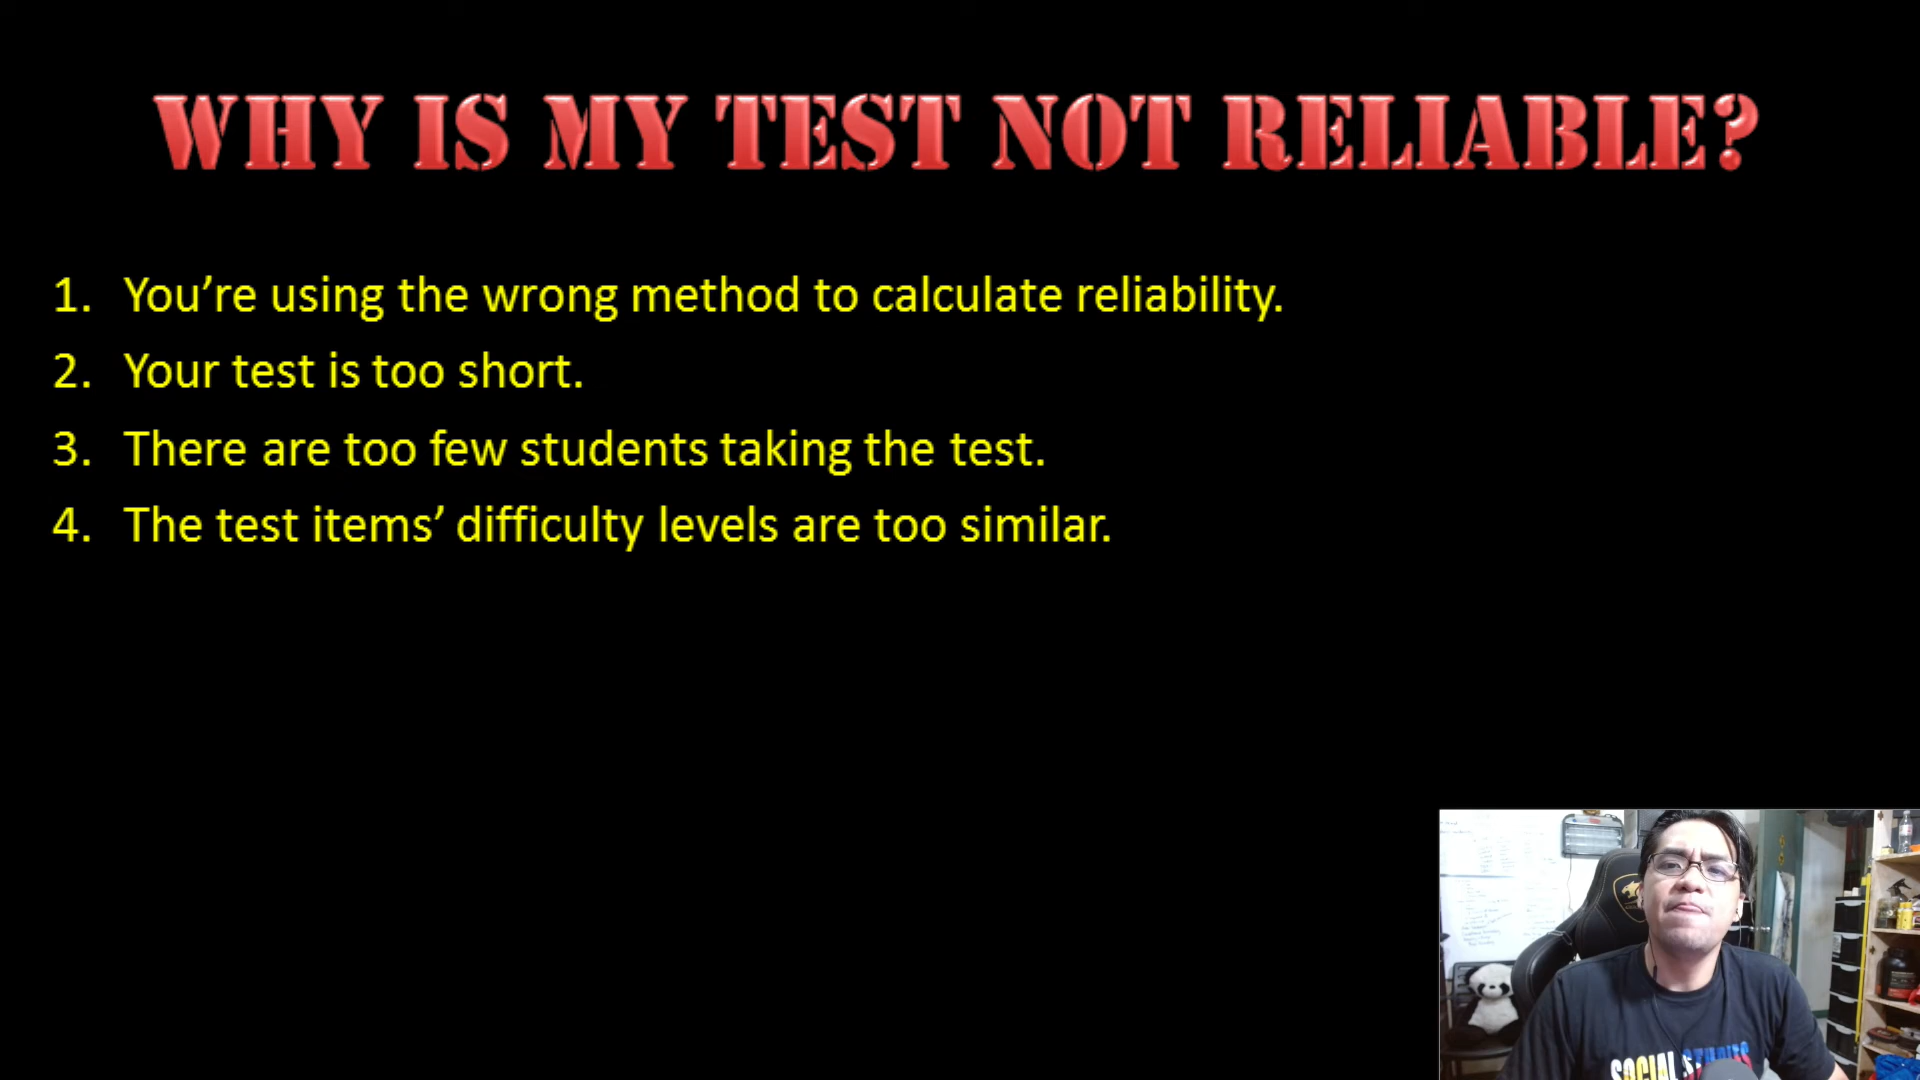 WHY IS MY TEST NOT RELIABLE?
1. You’re using the wrong method to calculate reliability.
2. Your test is too short.
3. There are too few students taking the test.
4. The test items’ difficulty levels are too similar.
SOCIAL